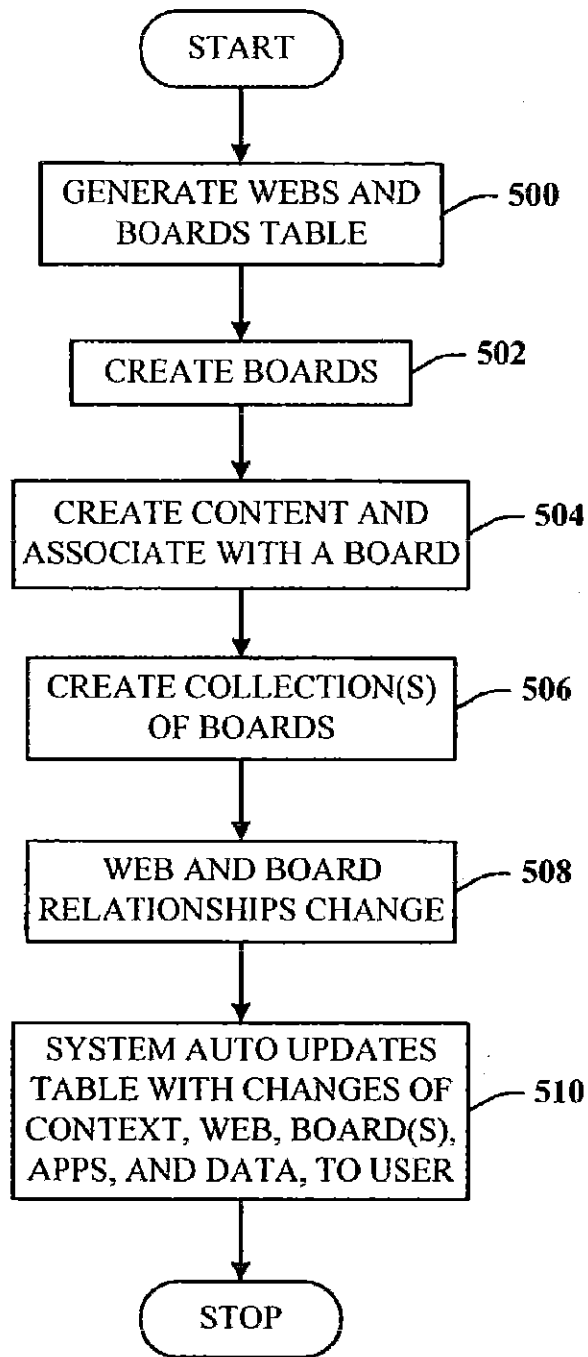 START
GENERATE WEBS AND
BOARDS TABLE
500
CREATE BOARDS
502
CREATE CONTENT AND
ASSOCIATE WITH A BOARD
504
CREATE COLLECTION(S)
OF BOARDS
506
WEB AND BOARD
RELATIONSHIPS CHANGE
508
SYSTEM AUTO UPDATES
TABLE WITH CHANGES OF
CONTEXT, WEB, BOARD(S),
APPS, AND DATA, TO USER
510
STOP